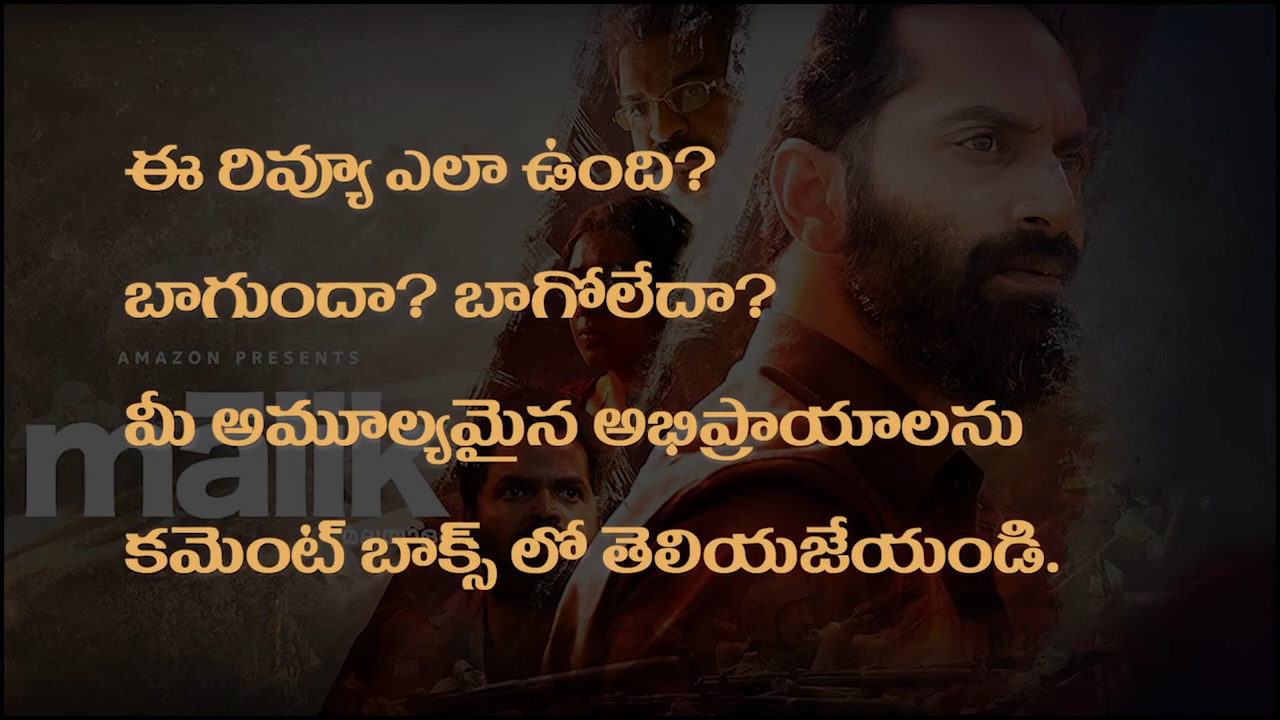 ఈ రివ్యూ ఎలా ఉంది?
బాగుందా? బాగోలేదా?
AMAZON PRESENTS
మీ అమూల్యమైన అభిప్రాయాలను
malik
కమెంట్ బాక్స్ లో తెలియజేయండి.